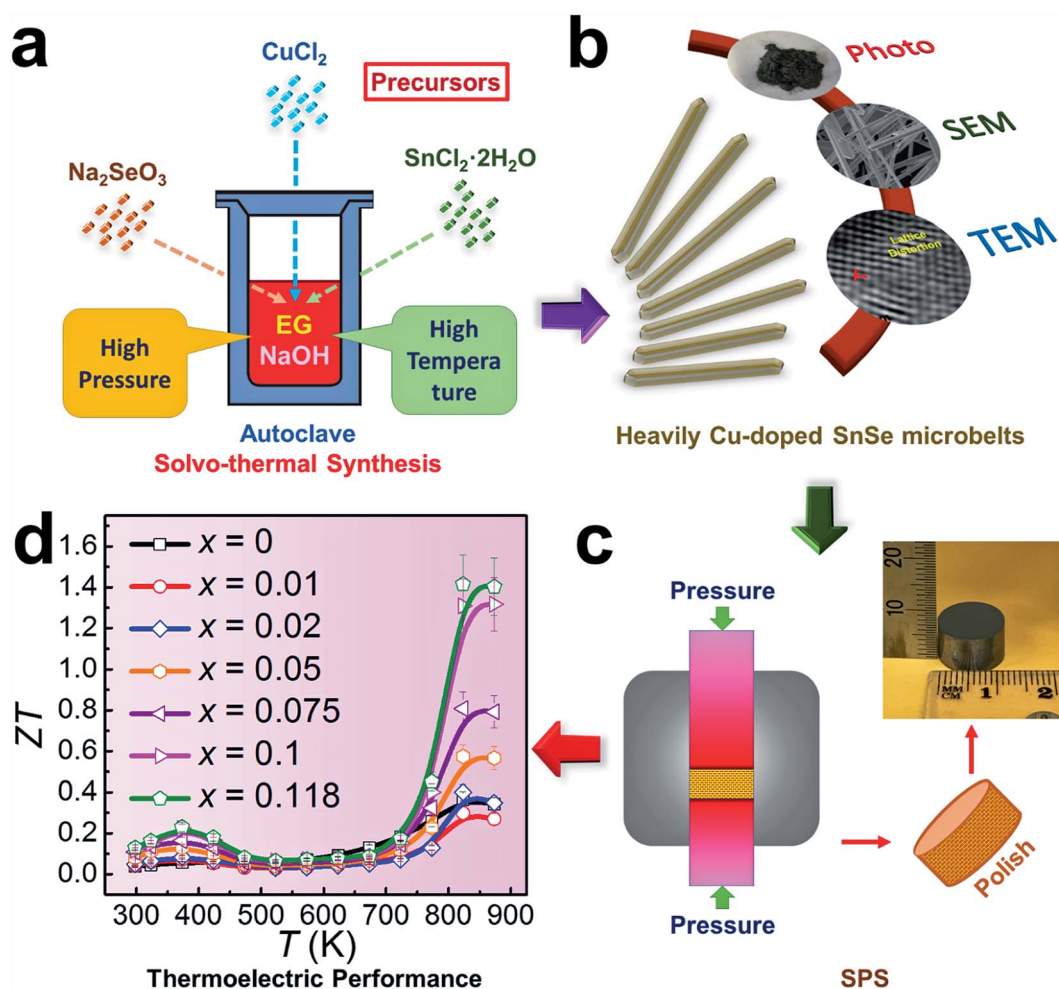 a
CuCl₂
Precursors
Na₂SeO₃
SnCl₂·2H₂O
High
Pressure
EG
NaOH
High
Tempera
ture
Autoclave
Solvo-thermal Synthesis
b
Photo
SEM
TEM
Lattice
Distortion
Heavily Cu-doped SnSe microbelts
c
Pressure
Pressure
20
10
MM
CM
1
2
Polish
SPS
d
ZT
1.6
1.4
1.2
1.0
0.8
0.6
0.4
0.2
0.0
x = 0
x = 0.01
x = 0.02
x = 0.05
x = 0.075
x = 0.1
x = 0.118
300 400 500 600 700 800 900
T (K)
Thermoelectric Performance